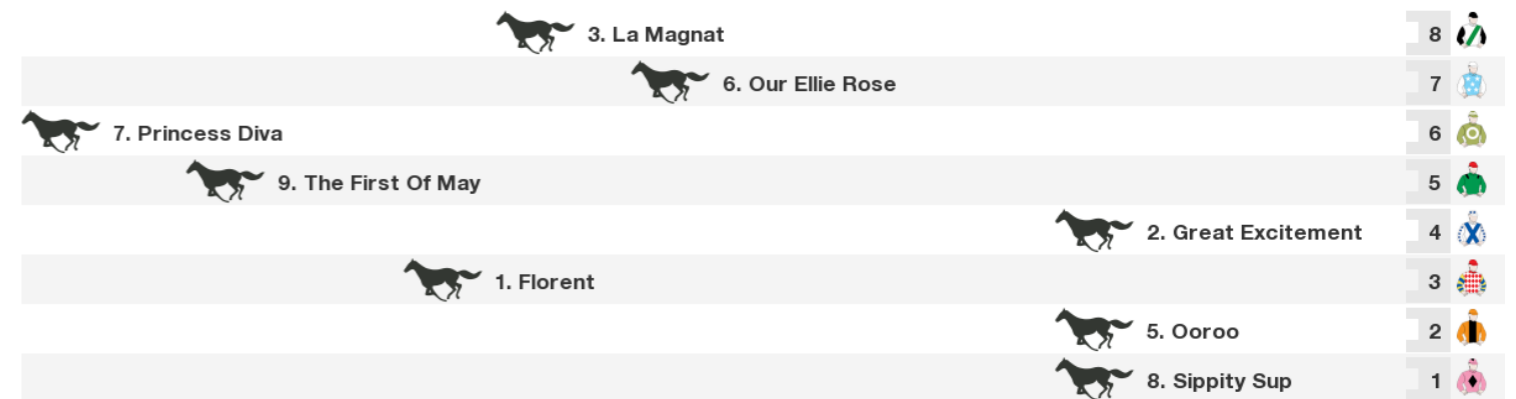 3. La Magnat 8
6. Our Ellie Rose 7
7. Princess Diva 6
9. The First Of May 5
2. Great Excitement 4
1. Florent 3
5. Ooroo 2
8. Sippity Sup 1